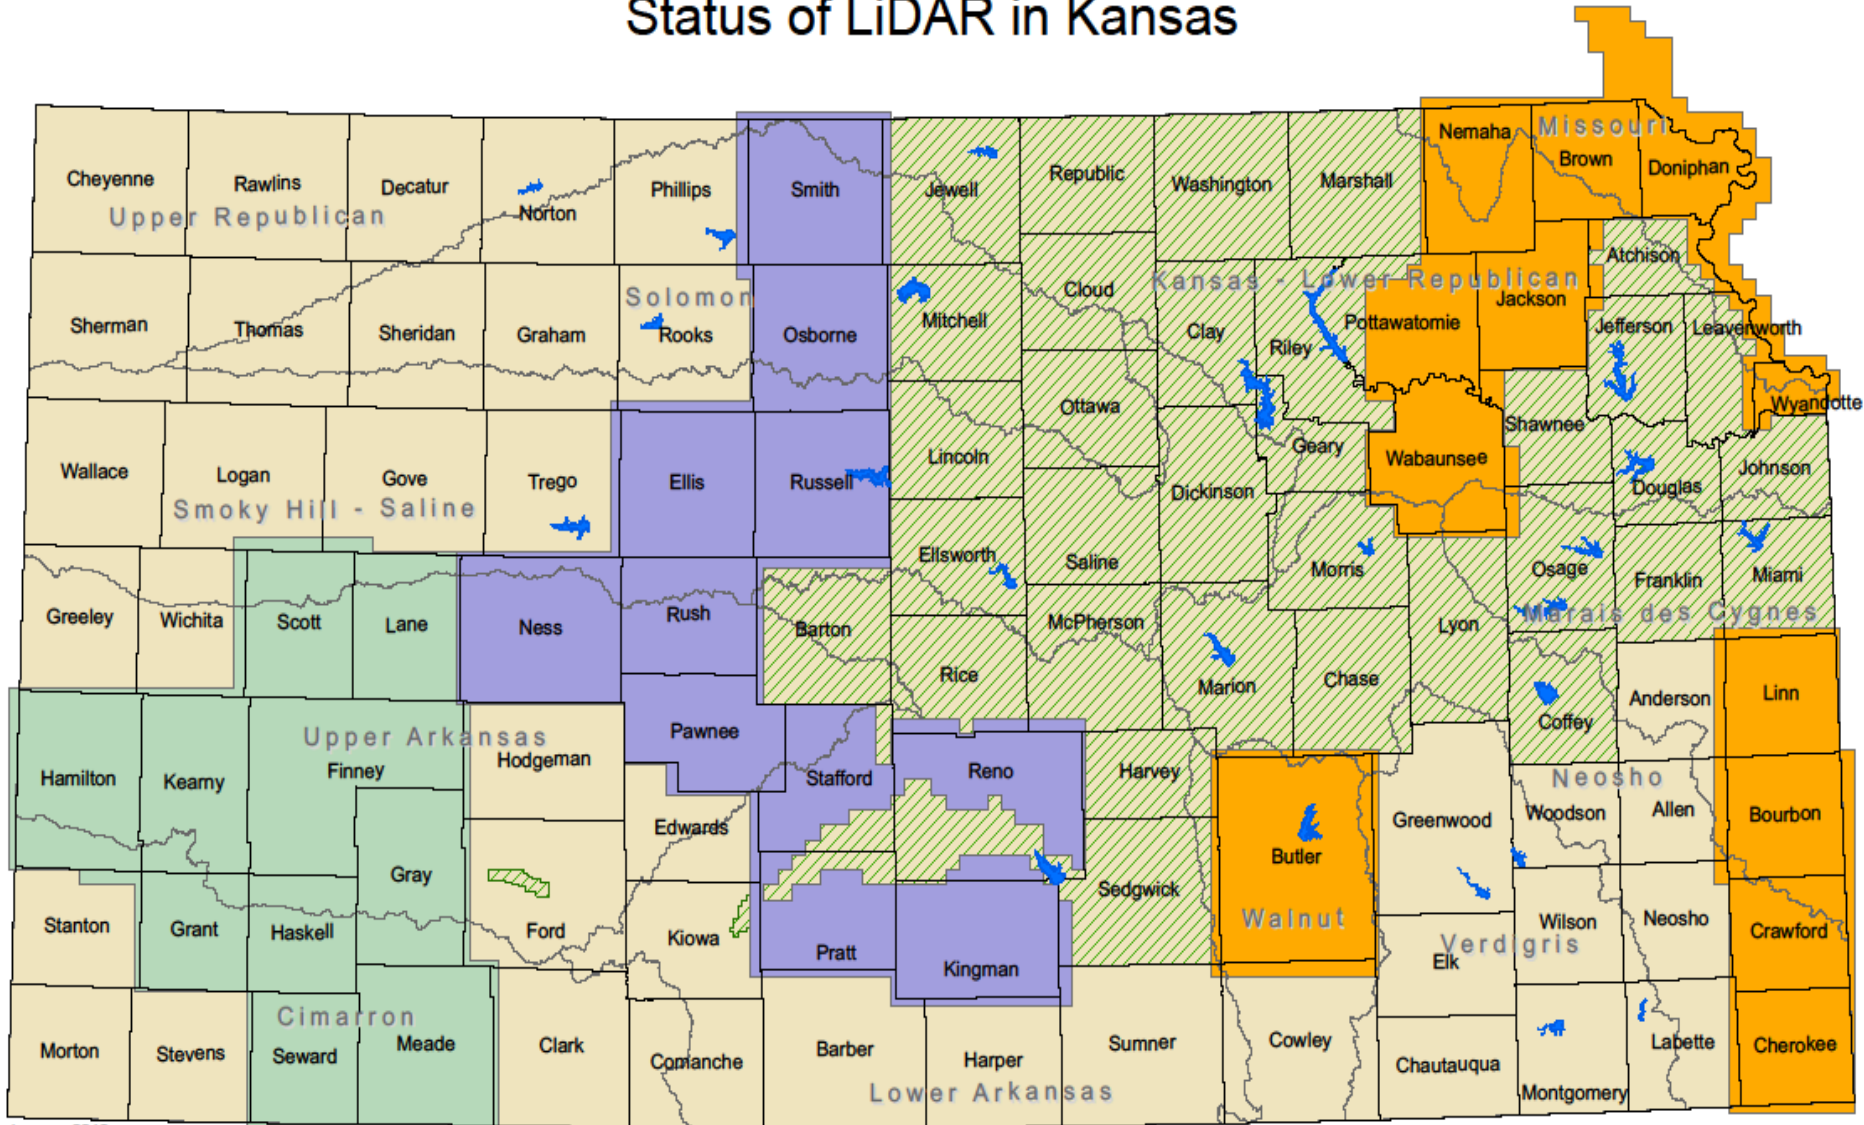 Status of LiDAR in Kansas
Cheyenne
Rawlins
Decatur
Norton
Phillips
Smith
Jewell
Republic
Washington
Marshall
Nemaha
Missouri
Brown
Doniphan
Upper Republican
Atchison
Kansas - Lower Republican
Sherman
Thomas
Sheridan
Graham
Solomon
Rooks
Osborne
Mitchell
Cloud
Clay
Riley
Pottawatomie
Jackson
Jefferson
Leavenworth
Wyandotte
Wallace
Logan
Gove
Trego
Ellis
Russell
Lincoln
Ottawa
Dickinson
Geary
Wabaunsee
Shawnee
Douglas
Johnson
Smoky Hill - Saline
Greeley
Wichita
Scott
Lane
Ness
Rush
Barton
Ellsworth
Saline
McPherson
Rice
Marion
Morris
Chase
Lyon
Osage
Franklin
Miami
Marais des Cygnes
Coffey
Anderson
Linn
Hamilton
Kearny
Upper Arkansas
Finney
Hodgeman
Pawnee
Stafford
Reno
Harvey
Butler
Greenwood
Neosho
Woodson
Allen
Bourbon
Gray
Edwards
Sedgwick
Stanton
Grant
Haskell
Ford
Kiowa
Pratt
Kingman
Walnut
Verdigris
Elk
Wilson
Neosho
Crawford
Morton
Stevens
Cimarron
Seward
Meade
Clark
Comanche
Barber
Harper
Lower Arkansas
Sumner
Cowley
Chautauqua
Montgomery
Labette
Cherokee